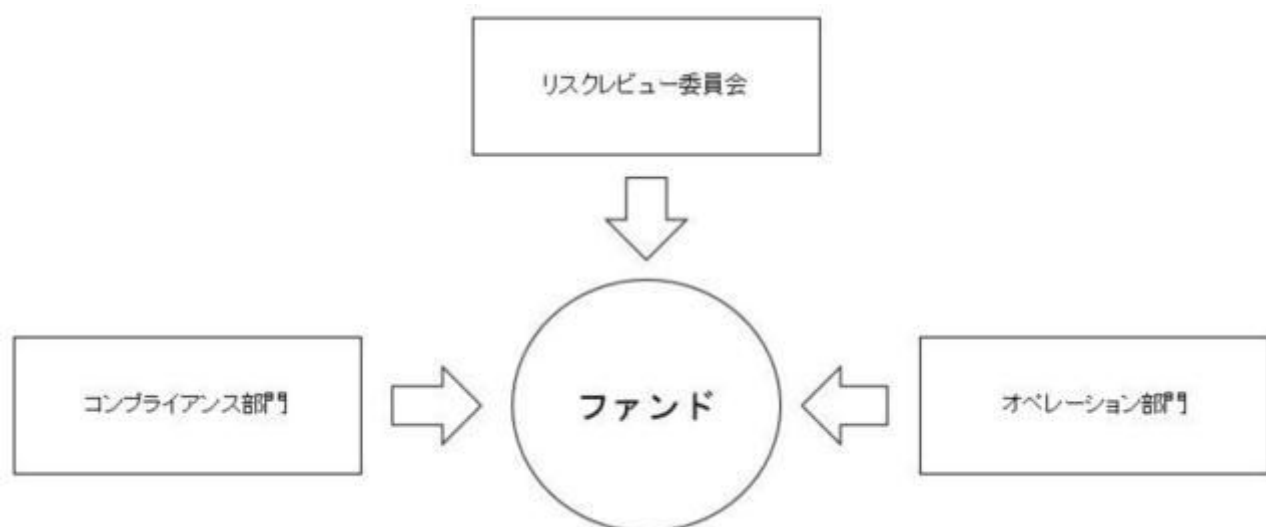 リスクレビュー委員会
コンプライアンス部門
ファンド
オペレーション部門